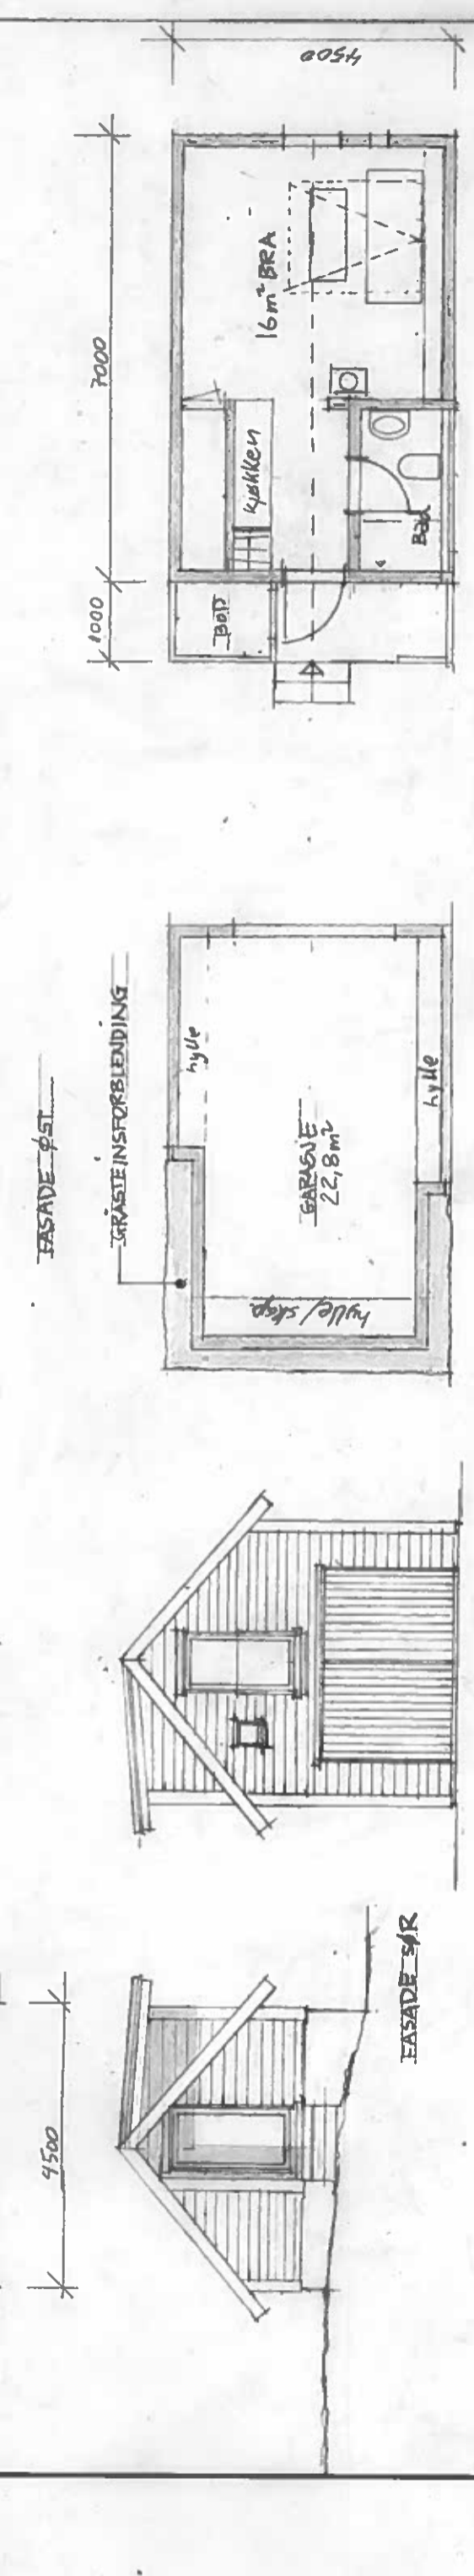 4500
7000
1000
16m² BRA
kjøkken
Bad
BOD
FASADE ØST
GRÅSTEINSFORBLENDING
hylle
hylle
GARASJE
22,8m²
hylle/skap
4500
FASADE SØR